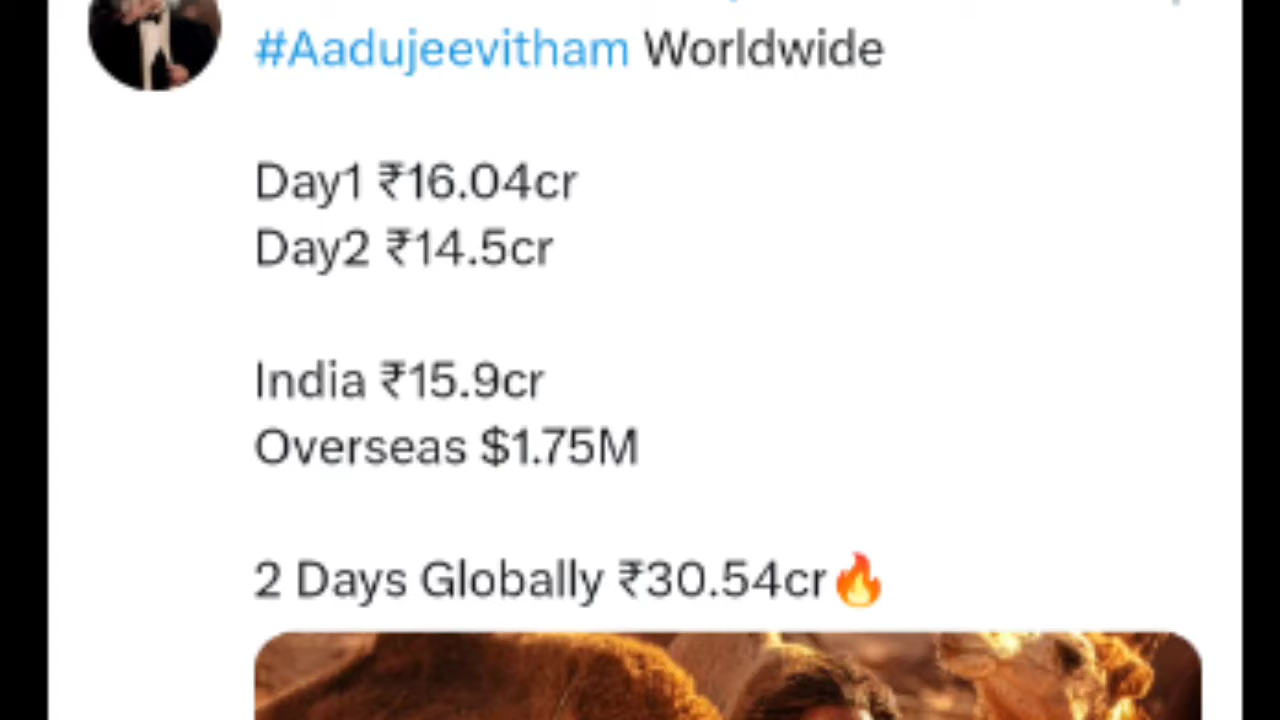 #Aadujeevitham Worldwide
Day1 ₹16.04cr
Day2 ₹14.5cr
India ₹15.9cr
Overseas $1.75M
2 Days Globally ₹30.54cr🔥